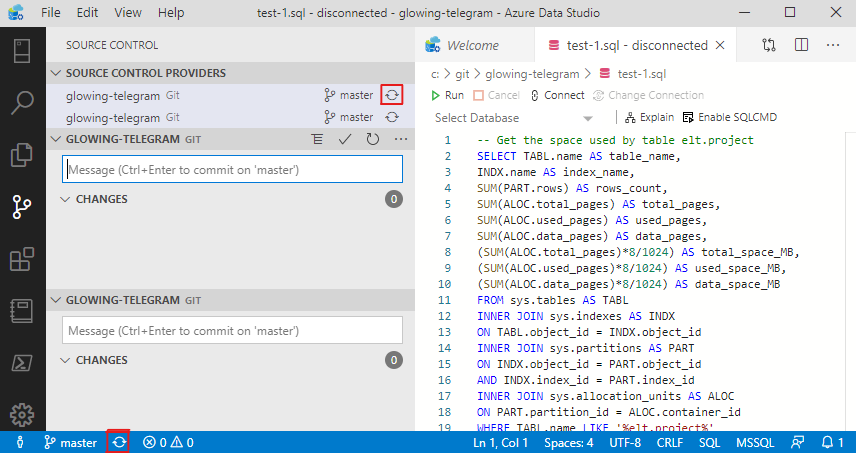 File Edit View Help test-1.sql - disconnected - glowing-telegram - Azure Data Studio
SOURCE CONTROL
SOURCE CONTROL PROVIDERS
glowing-telegram Git master
glowing-telegram Git master
GLOWING-TELEGRAM GIT
Message (Ctrl+Enter to commit on 'master')
CHANGES 0
GLOWING-TELEGRAM GIT
Message (Ctrl+Enter to commit on 'master')
CHANGES 0
Welcome test-1.sql - disconnected
c: > git > glowing-telegram > test-1.sql
Run Cancel Connect Change Connection
Select Database Explain Enable SQLCMD
1 -- Get the space used by table elt.project
2 SELECT TABL.name AS table_name,
3 INDX.name AS index_name,
4 SUM(PART.rows) AS rows_count,
5 SUM(ALOC.total_pages) AS total_pages,
6 SUM(ALOC.used_pages) AS used_pages,
7 SUM(ALOC.data_pages) AS data_pages,
8 (SUM(ALOC.total_pages)*8/1024) AS total_space_MB,
9 (SUM(ALOC.used_pages)*8/1024) AS used_space_MB,
10 (SUM(ALOC.data_pages)*8/1024) AS data_space_MB
11 FROM sys.tables AS TABL
12 INNER JOIN sys.indexes AS INDX
13 ON TABL.object_id = INDX.object_id
14 INNER JOIN sys.partitions AS PART
15 ON INDX.object_id = PART.object_id
16 AND INDX.index_id = PART.index_id
17 INNER JOIN sys.allocation_units AS ALOC
18 ON PART.partition_id = ALOC.container_id
19 WHERE TABL.name LIKE '%elt.project%'
master 0 0 Ln 1, Col 1 Spaces: 4 UTF-8 CRLF SQL MSSQL 1